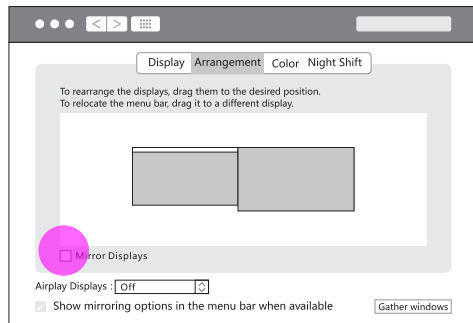 Display Arrangement Color Night Shift
To rearrange the displays, drag them to the desired position.
To relocate the menu bar, drag it to a different display.
Mirror Displays
Airplay Displays : Off
Show mirroring options in the menu bar when available
Gather windows